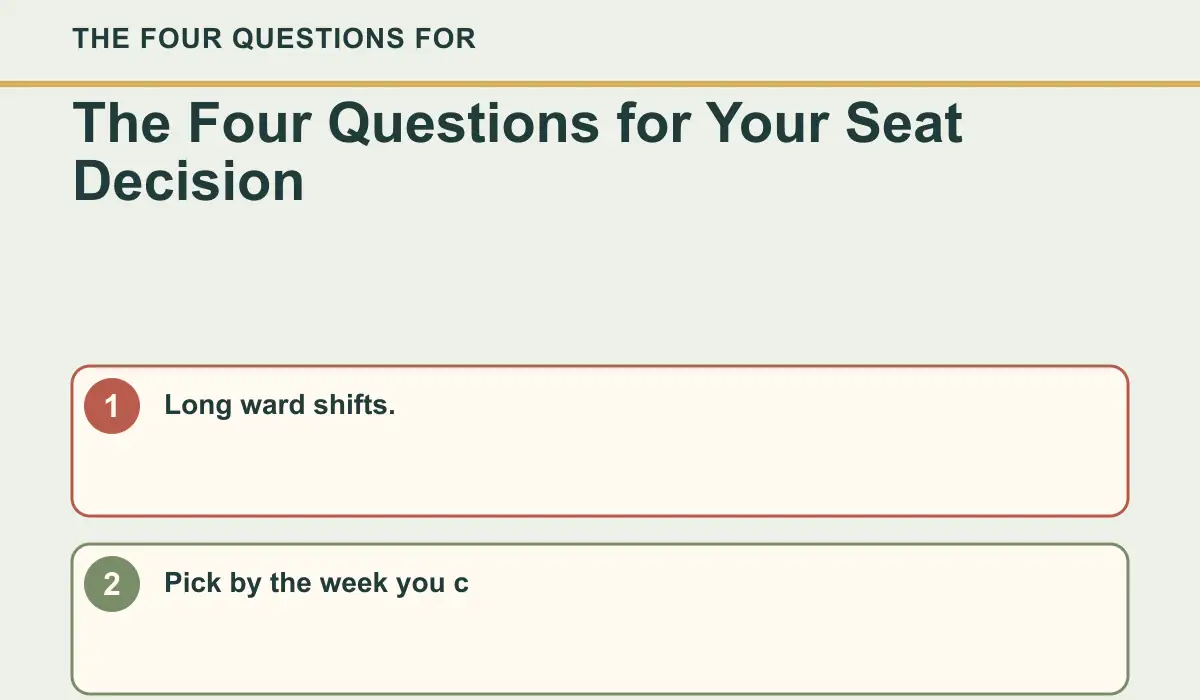 THE FOUR QUESTIONS FOR
The Four Questions for Your Seat
Decision
1
Long ward shifts.
2
Pick by the week you c